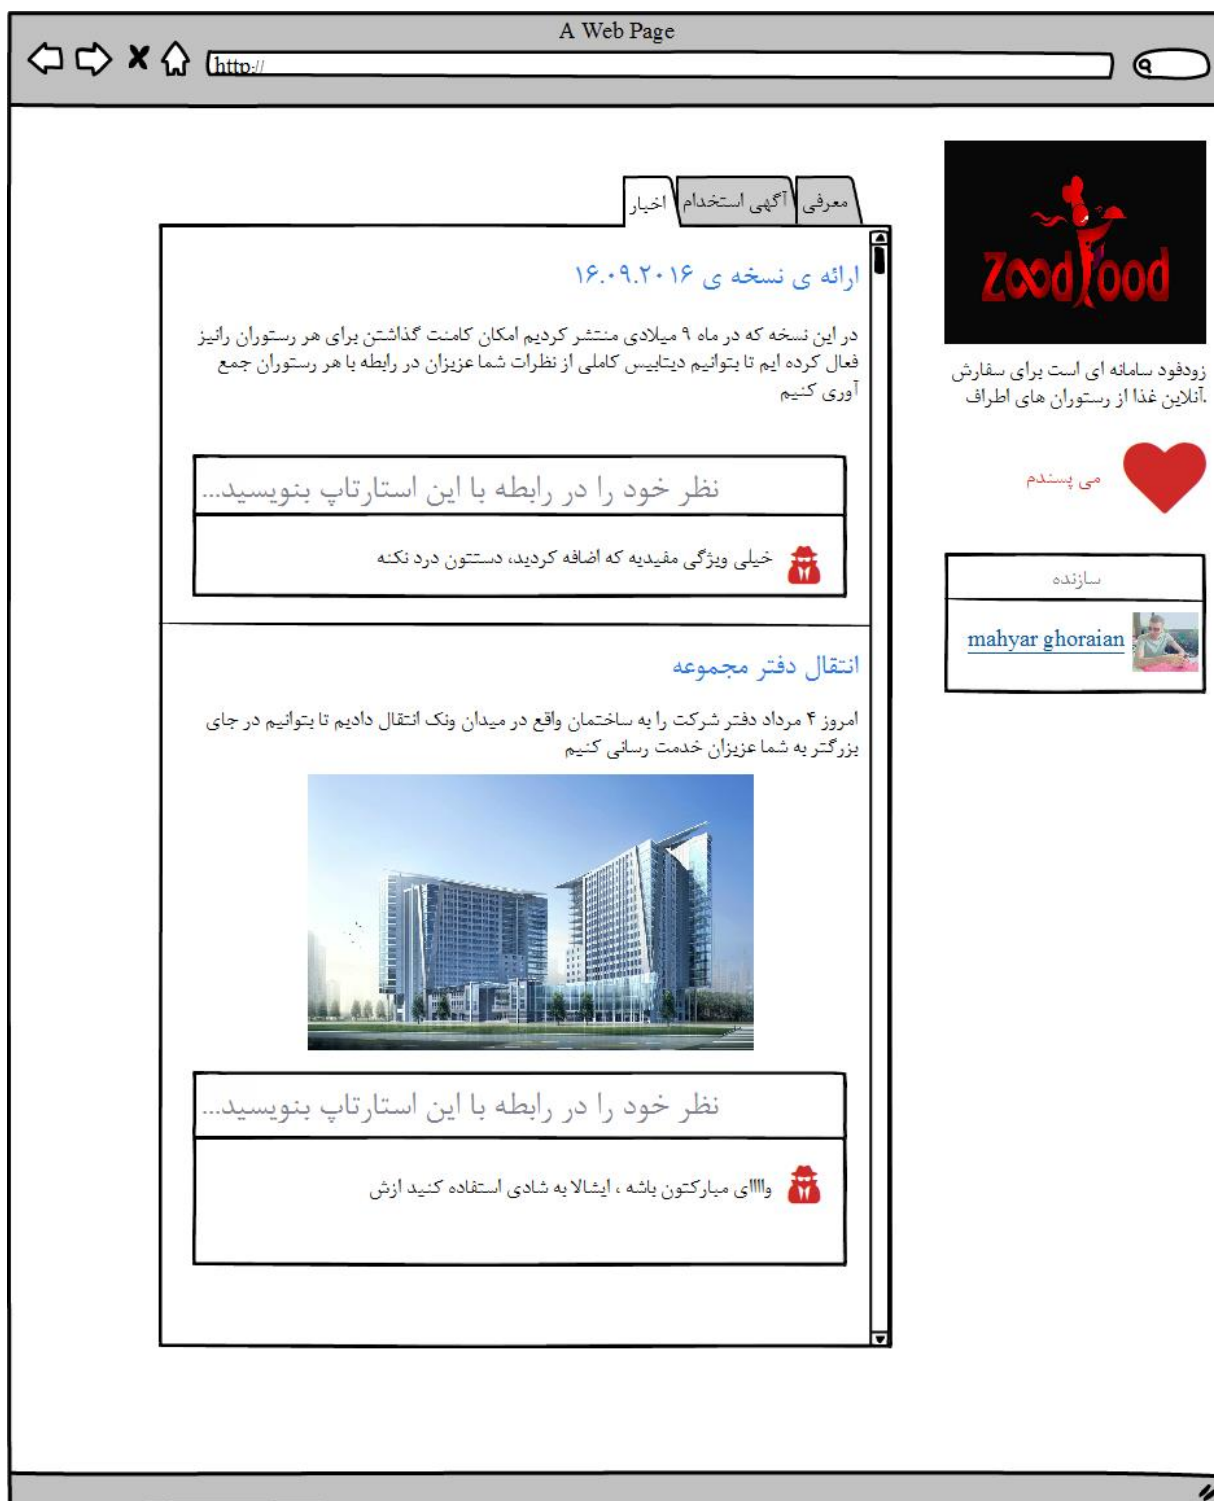 A Web Page
http://
معرفی
آگهی استخدام
اخبار
ZoodFood
زودفود سامانه ای است برای سفارش
آنلاین غذا از رستوران های اطراف.
می پسندم
سازنده
mahyar ghoraian
ارائه ی نسخه ی ۱۶.۰۹.۲۰۱۶
در این نسخه که در ماه ۹ میلادی منتشر کردیم امکان کامنت گذاشتن برای هر رستوران رانیز
فعال کرده ایم تا بتوانیم دیتابیس کاملی از نظرات شما عزیزان در رابطه با هر رستوران جمع
آوری کنیم
نظر خود را در رابطه با این استارتاپ بنویسید...
خیلی ویژگی مفیدیه که اضافه کردید، دستتون درد نکنه
انتقال دفتر مجموعه
امروز ۴ مرداد دفتر شرکت را به ساختمان واقع در میدان ونک انتقال دادیم تا بتوانیم در جای
بزرگتر به شما عزیزان خدمت رسانی کنیم
نظر خود را در رابطه با این استارتاپ بنویسید...
واااای مبارکتون باشه ، ایشالا به شادی استفاده کنید ازش